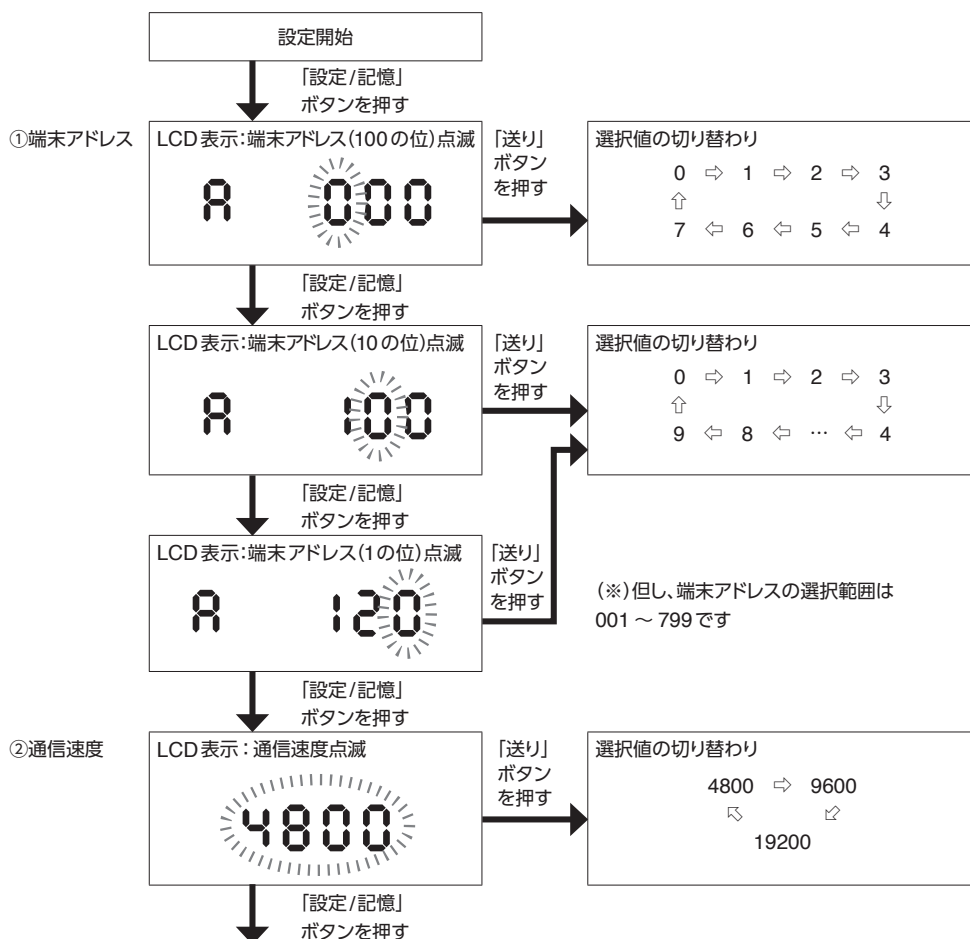 設定開始
「設定/記憶」
ボタンを押す
①端末アドレス
LCD表示:端末アドレス(100の位)点滅
A 000
「送り」
ボタン
を押す
選択値の切り替わり
0 ⇨ 1 ⇨ 2 ⇨ 3
⇧ ⇩
7 ⇦ 6 ⇦ 5 ⇦ 4
「設定/記憶」
ボタンを押す
LCD表示:端末アドレス(10の位)点滅
A 100
「送り」
ボタン
を押す
選択値の切り替わり
0 ⇨ 1 ⇨ 2 ⇨ 3
⇧ ⇩
9 ⇦ 8 ⇦ … ⇦ 4
「設定/記憶」
ボタンを押す
LCD表示:端末アドレス(1の位)点滅
A 120
「送り」
ボタン
を押す
(※)但し、端末アドレスの選択範囲は
001 ～ 799です
「設定/記憶」
ボタンを押す
②通信速度
LCD表示：通信速度点滅
4800
「送り」
ボタン
を押す
選択値の切り替わり
4800 ⇨ 9600
19200
「設定/記憶」
ボタンを押す